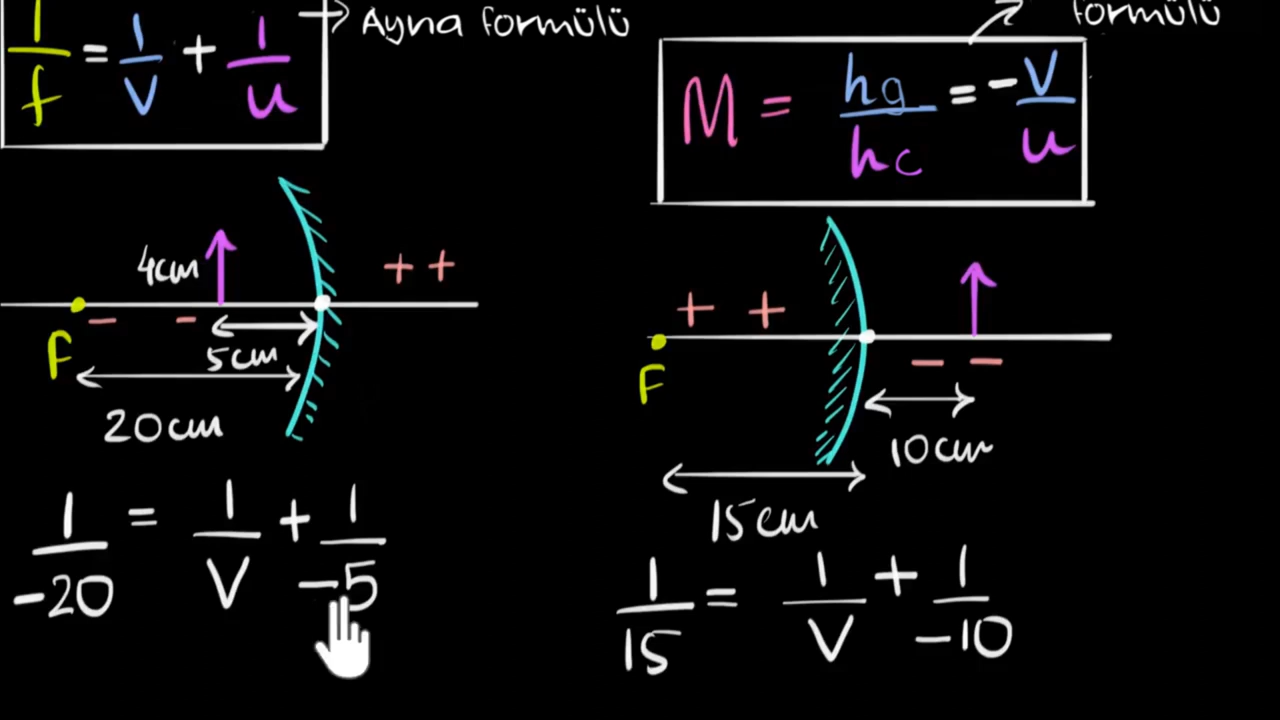 1/f = 1/v + 1/u
→ Ayna formülü
4cm
+ +
F
- -
5cm
20cm
1/-20 = 1/v + 1/-5
formülü
M = hg/hc = - v/u
+ +
F
- -
10cm
15cm
1/15 = 1/v + 1/-10